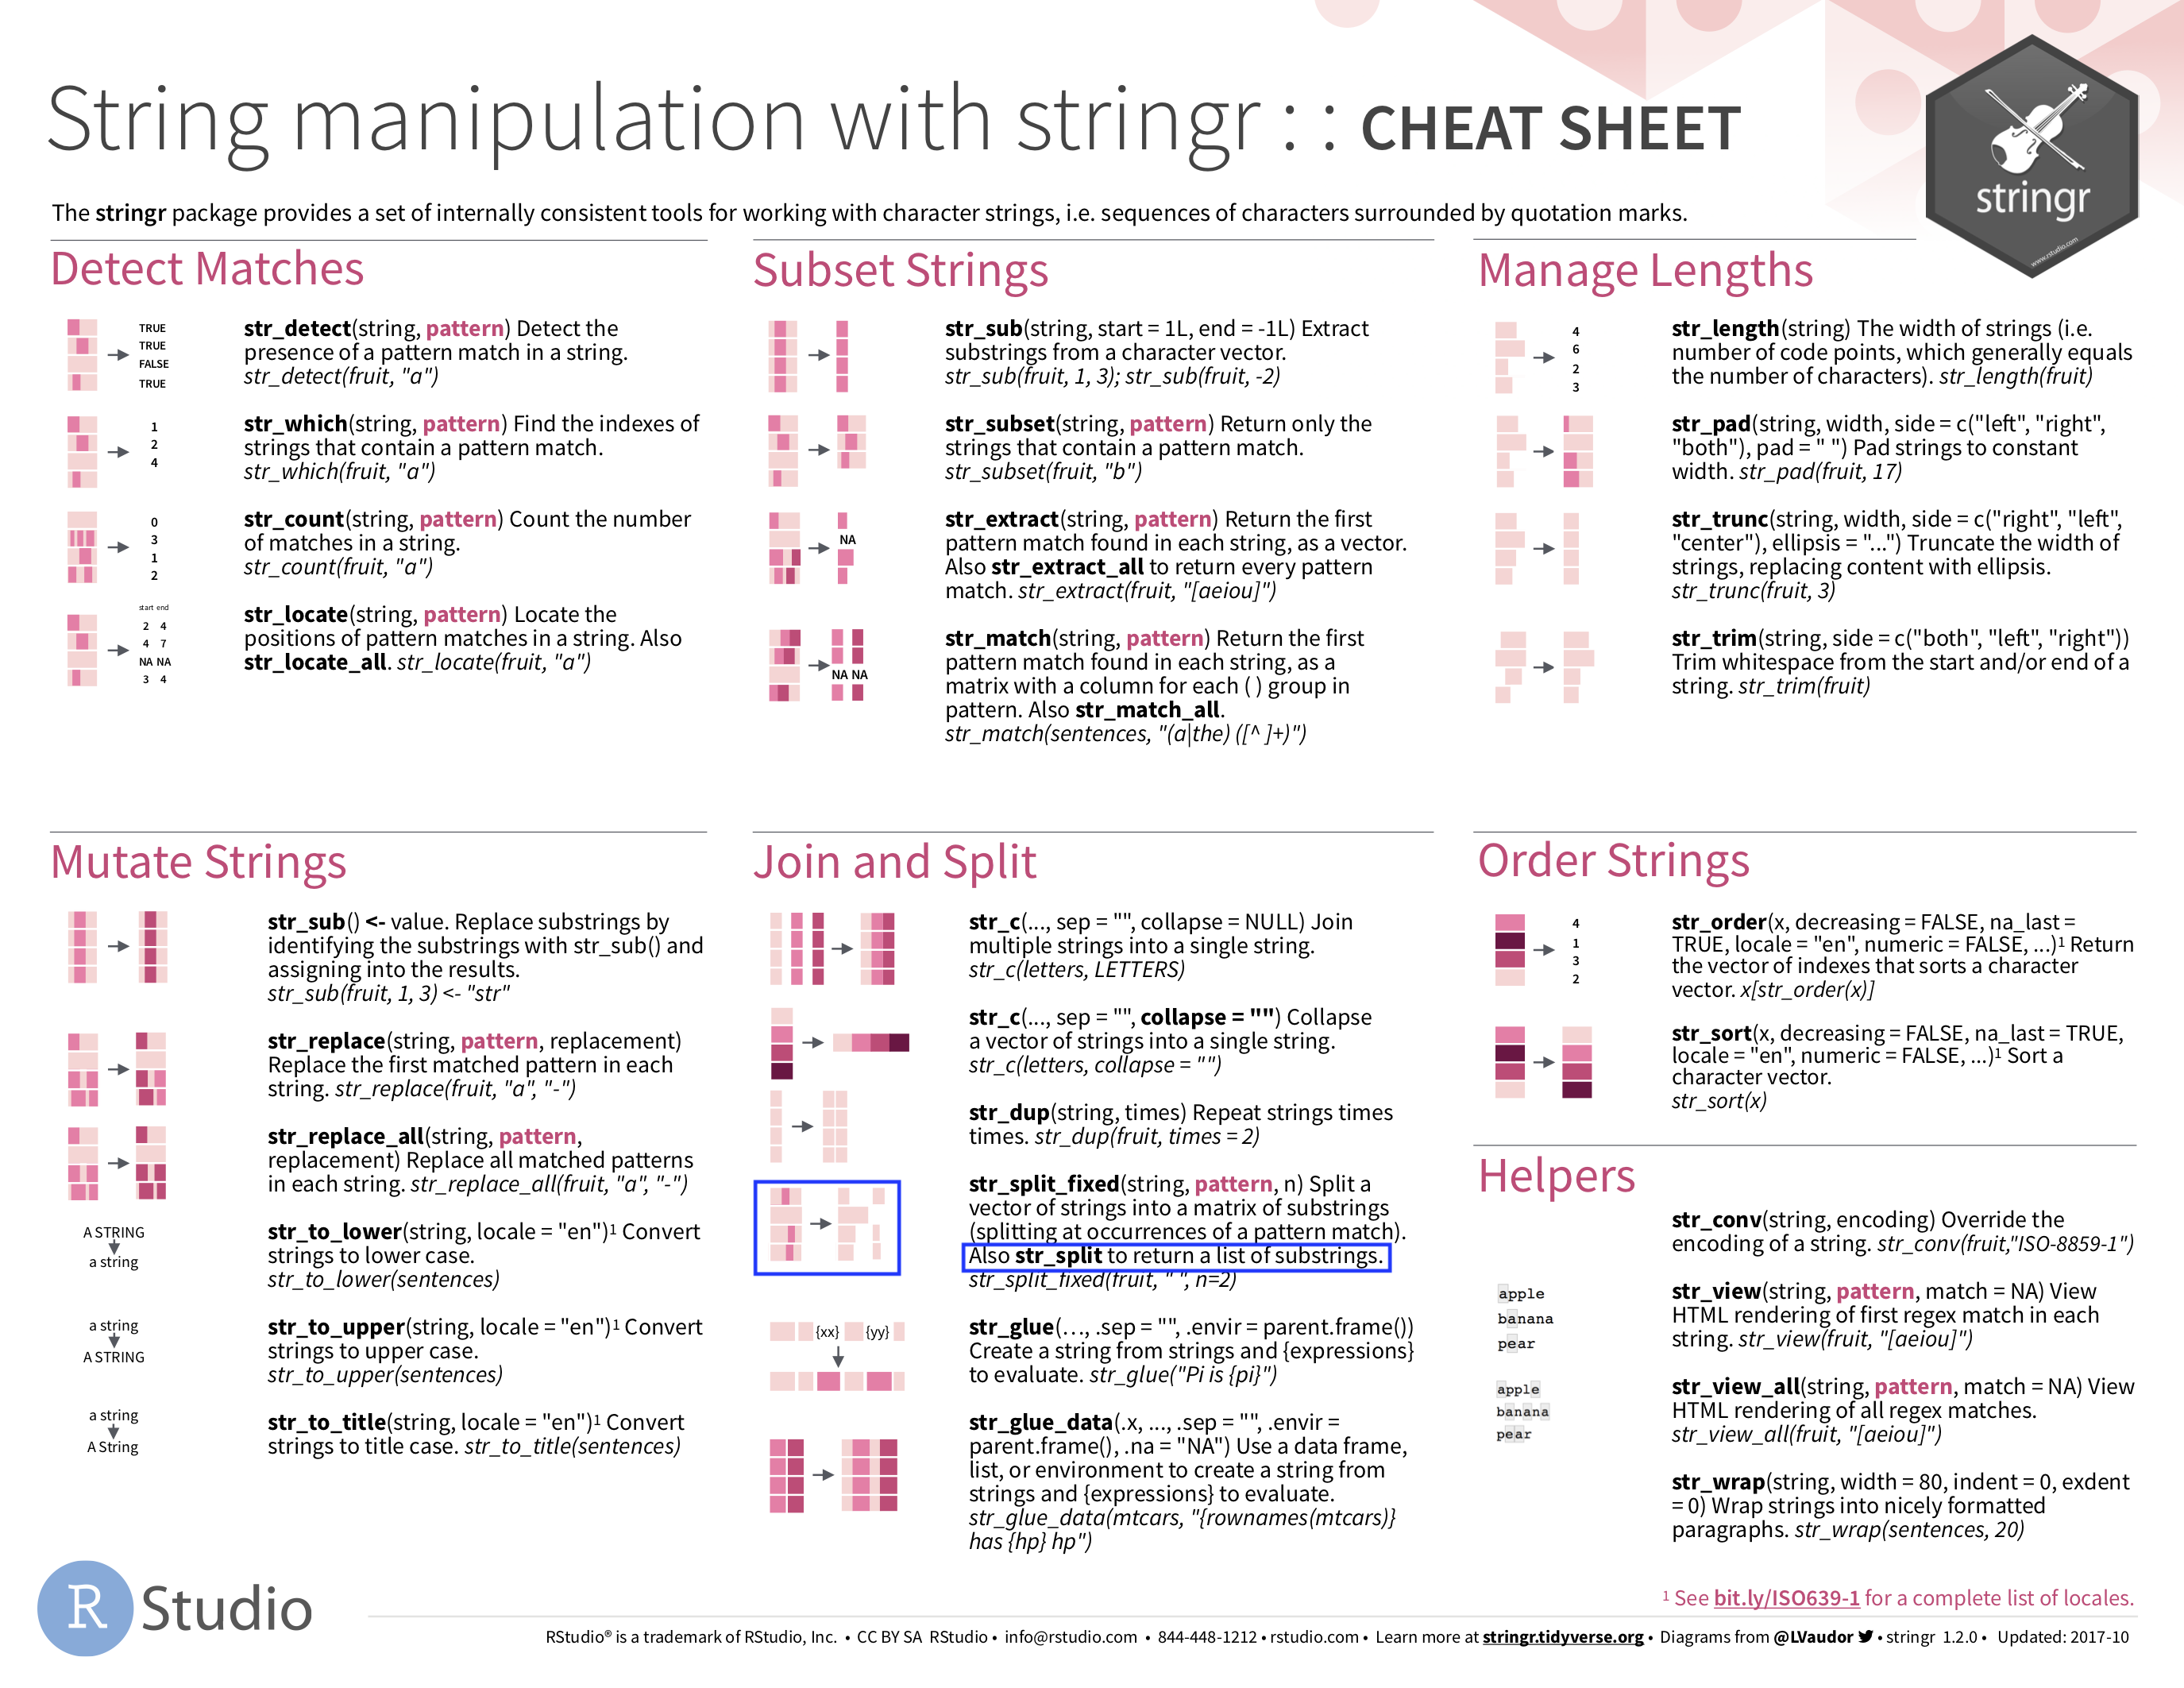 String manipulation with stringr : : CHEAT SHEET
stringr
www.rstudio.com
The stringr package provides a set of internally consistent tools for working with character strings, i.e. sequences of characters surrounded by quotation marks.
Detect Matches
TRUE
TRUE
FALSE
TRUE
str_detect(string, pattern) Detect the
presence of a pattern match in a string.
str_detect(fruit, "a")
1
2
4
str_which(string, pattern) Find the indexes of
strings that contain a pattern match.
str_which(fruit, "a")
0
3
1
2
str_count(string, pattern) Count the number
of matches in a string.
str_count(fruit, "a")
start end
2 4
4 7
NA NA
3 4
str_locate(string, pattern) Locate the
positions of pattern matches in a string. Also
str_locate_all. str_locate(fruit, "a")
Subset Strings
str_sub(string, start = 1L, end = -1L) Extract
substrings from a character vector.
str_sub(fruit, 1, 3); str_sub(fruit, -2)
str_subset(string, pattern) Return only the
strings that contain a pattern match.
str_subset(fruit, "b")
NA
str_extract(string, pattern) Return the first
pattern match found in each string, as a vector.
Also str_extract_all to return every pattern
match. str_extract(fruit, "[aeiou]")
NA NA
str_match(string, pattern) Return the first
pattern match found in each string, as a
matrix with a column for each ( ) group in
pattern. Also str_match_all.
str_match(sentences, "(a|the) ([^ ]+)")
Manage Lengths
4
6
2
3
str_length(string) The width of strings (i.e.
number of code points, which generally equals
the number of characters). str_length(fruit)
str_pad(string, width, side = c("left", "right",
"both"), pad = " ") Pad strings to constant
width. str_pad(fruit, 17)
str_trunc(string, width, side = c("right", "left",
"center"), ellipsis = "...") Truncate the width of
strings, replacing content with ellipsis.
str_trunc(fruit, 3)
str_trim(string, side = c("both", "left", "right"))
Trim whitespace from the start and/or end of a
string. str_trim(fruit)
Mutate Strings
str_sub() <- value. Replace substrings by
identifying the substrings with str_sub() and
assigning into the results.
str_sub(fruit, 1, 3) <- "str"
str_replace(string, pattern, replacement)
Replace the first matched pattern in each
string. str_replace(fruit, "a", "-")
str_replace_all(string, pattern,
replacement) Replace all matched patterns
in each string. str_replace_all(fruit, "a", "-")
A STRING
a string
str_to_lower(string, locale = "en")¹ Convert
strings to lower case.
str_to_lower(sentences)
a string
A STRING
str_to_upper(string, locale = "en")¹ Convert
strings to upper case.
str_to_upper(sentences)
a string
A String
str_to_title(string, locale = "en")¹ Convert
strings to title case. str_to_title(sentences)
Join and Split
str_c(..., sep = "", collapse = NULL) Join
multiple strings into a single string.
str_c(letters, LETTERS)
str_c(..., sep = "", collapse = "") Collapse
a vector of strings into a single string.
str_c(letters, collapse = "")
str_dup(string, times) Repeat strings times
times. str_dup(fruit, times = 2)
str_split_fixed(string, pattern, n) Split a
vector of strings into a matrix of substrings
(splitting at occurrences of a pattern match).
Also str_split to return a list of substrings.
str_split_fixed(fruit, " ", n=2)
{xx} {yy}
str_glue(…, .sep = "", .envir = parent.frame())
Create a string from strings and {expressions}
to evaluate. str_glue("Pi is {pi}")
str_glue_data(.x, ..., .sep = "", .envir =
parent.frame(), .na = "NA") Use a data frame,
list, or environment to create a string from
strings and {expressions} to evaluate.
str_glue_data(mtcars, "{rownames(mtcars)}
has {hp} hp")
Order Strings
4
1
3
2
str_order(x, decreasing = FALSE, na_last =
TRUE, locale = "en", numeric = FALSE, ...)¹ Return
the vector of indexes that sorts a character
vector. x[str_order(x)]
str_sort(x, decreasing = FALSE, na_last = TRUE,
locale = "en", numeric = FALSE, ...)¹ Sort a
character vector.
str_sort(x)
Helpers
str_conv(string, encoding) Override the
encoding of a string. str_conv(fruit,"ISO-8859-1")
apple
banana
pear
str_view(string, pattern, match = NA) View
HTML rendering of first regex match in each
string. str_view(fruit, "[aeiou]")
apple
banana
pear
str_view_all(string, pattern, match = NA) View
HTML rendering of all regex matches.
str_view_all(fruit, "[aeiou]")
str_wrap(string, width = 80, indent = 0, exdent
= 0) Wrap strings into nicely formatted
paragraphs. str_wrap(sentences, 20)
¹ See bit.ly/ISO639-1 for a complete list of locales.
R Studio
RStudio® is a trademark of RStudio, Inc. • CC BY SA RStudio • info@rstudio.com • 844-448-1212 • rstudio.com • Learn more at stringr.tidyverse.org • Diagrams from @LVaudor • stringr 1.2.0 • Updated: 2017-10